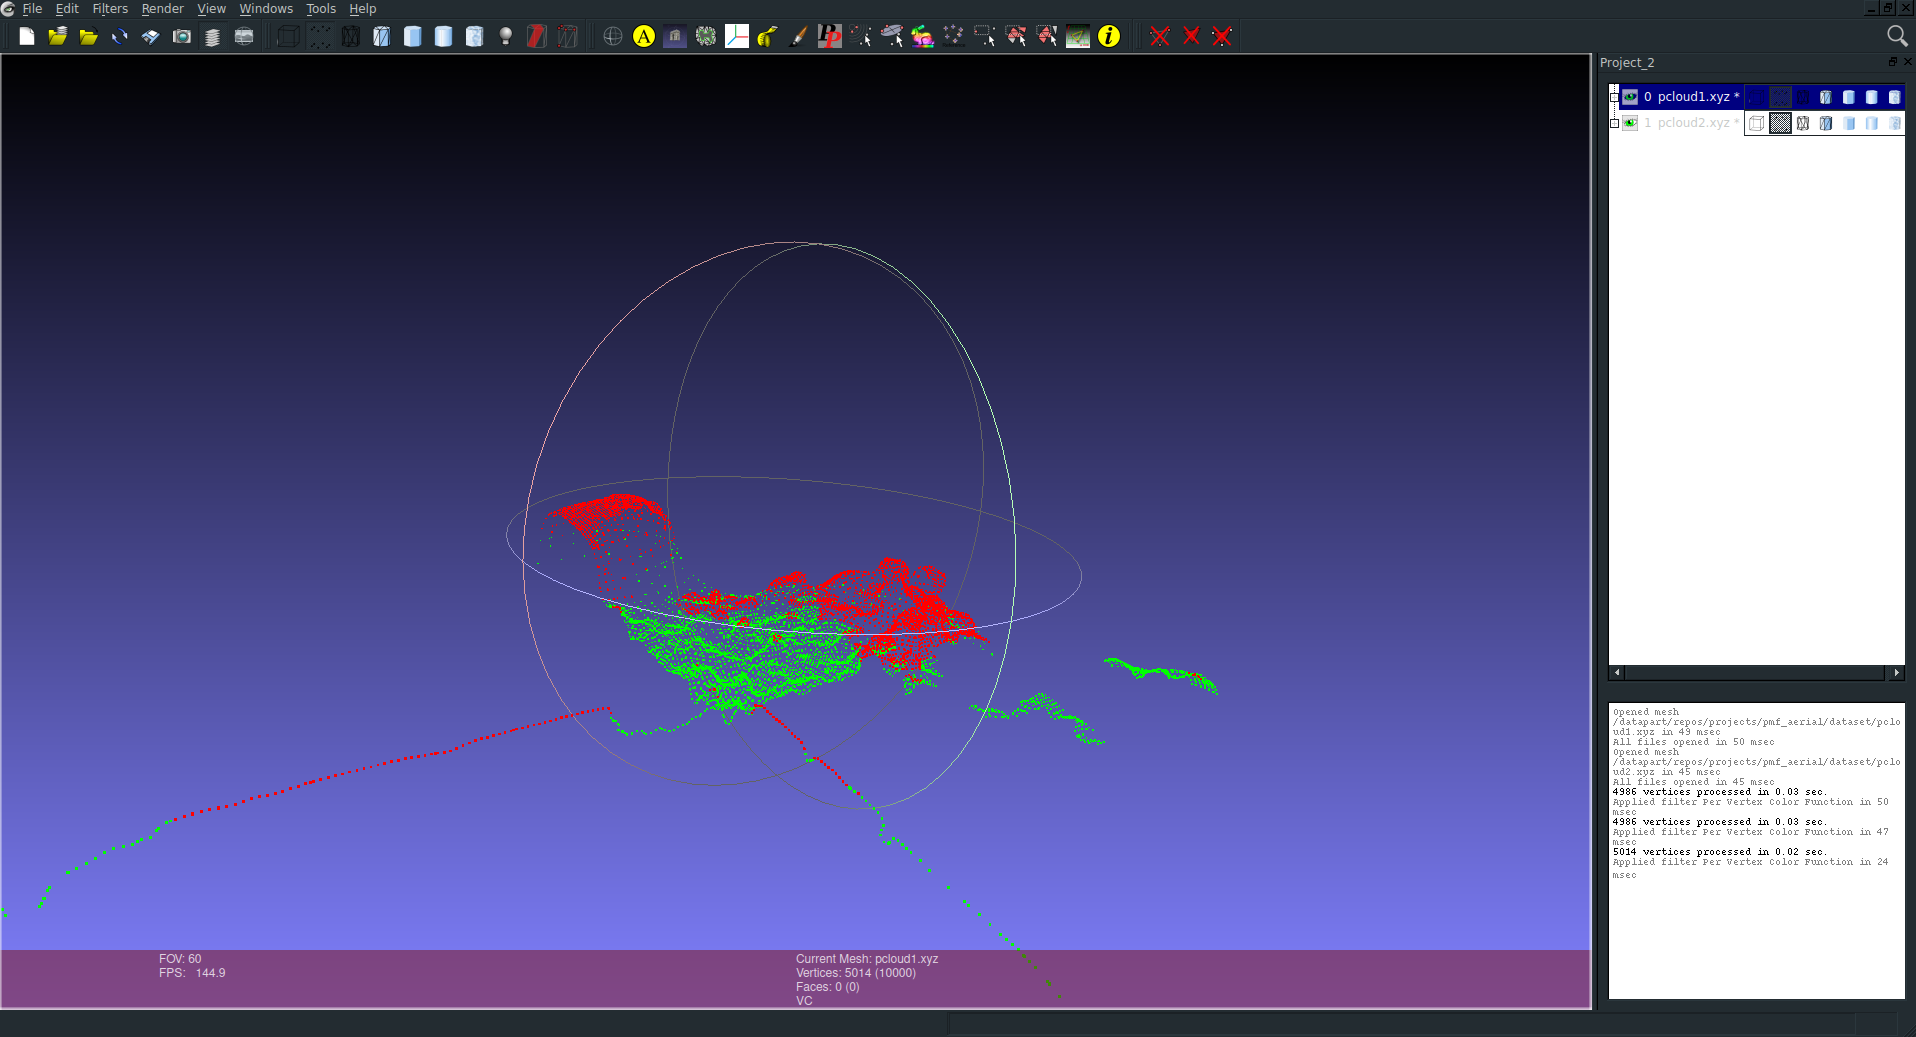 File Edit Filters Render View Windows Tools Help
A
PP
i
Project_2
0 pcloud1.xyz *
1 pcloud2.xyz *
Opened mesh
/datapart/repos/projects/pmf_aerial/dataset/pclo
ud1.xyz in 49 msec
All files opened in 50 msec
Opened mesh
/datapart/repos/projects/pmf_aerial/dataset/pclo
ud2.xyz in 45 msec
All files opened in 45 msec
4986 vertices processed in 0.03 sec.
Applied filter Per Vertex Color Function in 50
msec
4986 vertices processed in 0.03 sec.
Applied filter Per Vertex Color Function in 47
msec
5014 vertices processed in 0.02 sec.
Applied filter Per Vertex Color Function in 24
msec
FOV: 60
FPS: 144.9
Current Mesh: pcloud1.xyz
Vertices: 5014 (10000)
Faces: 0 (0)
VC